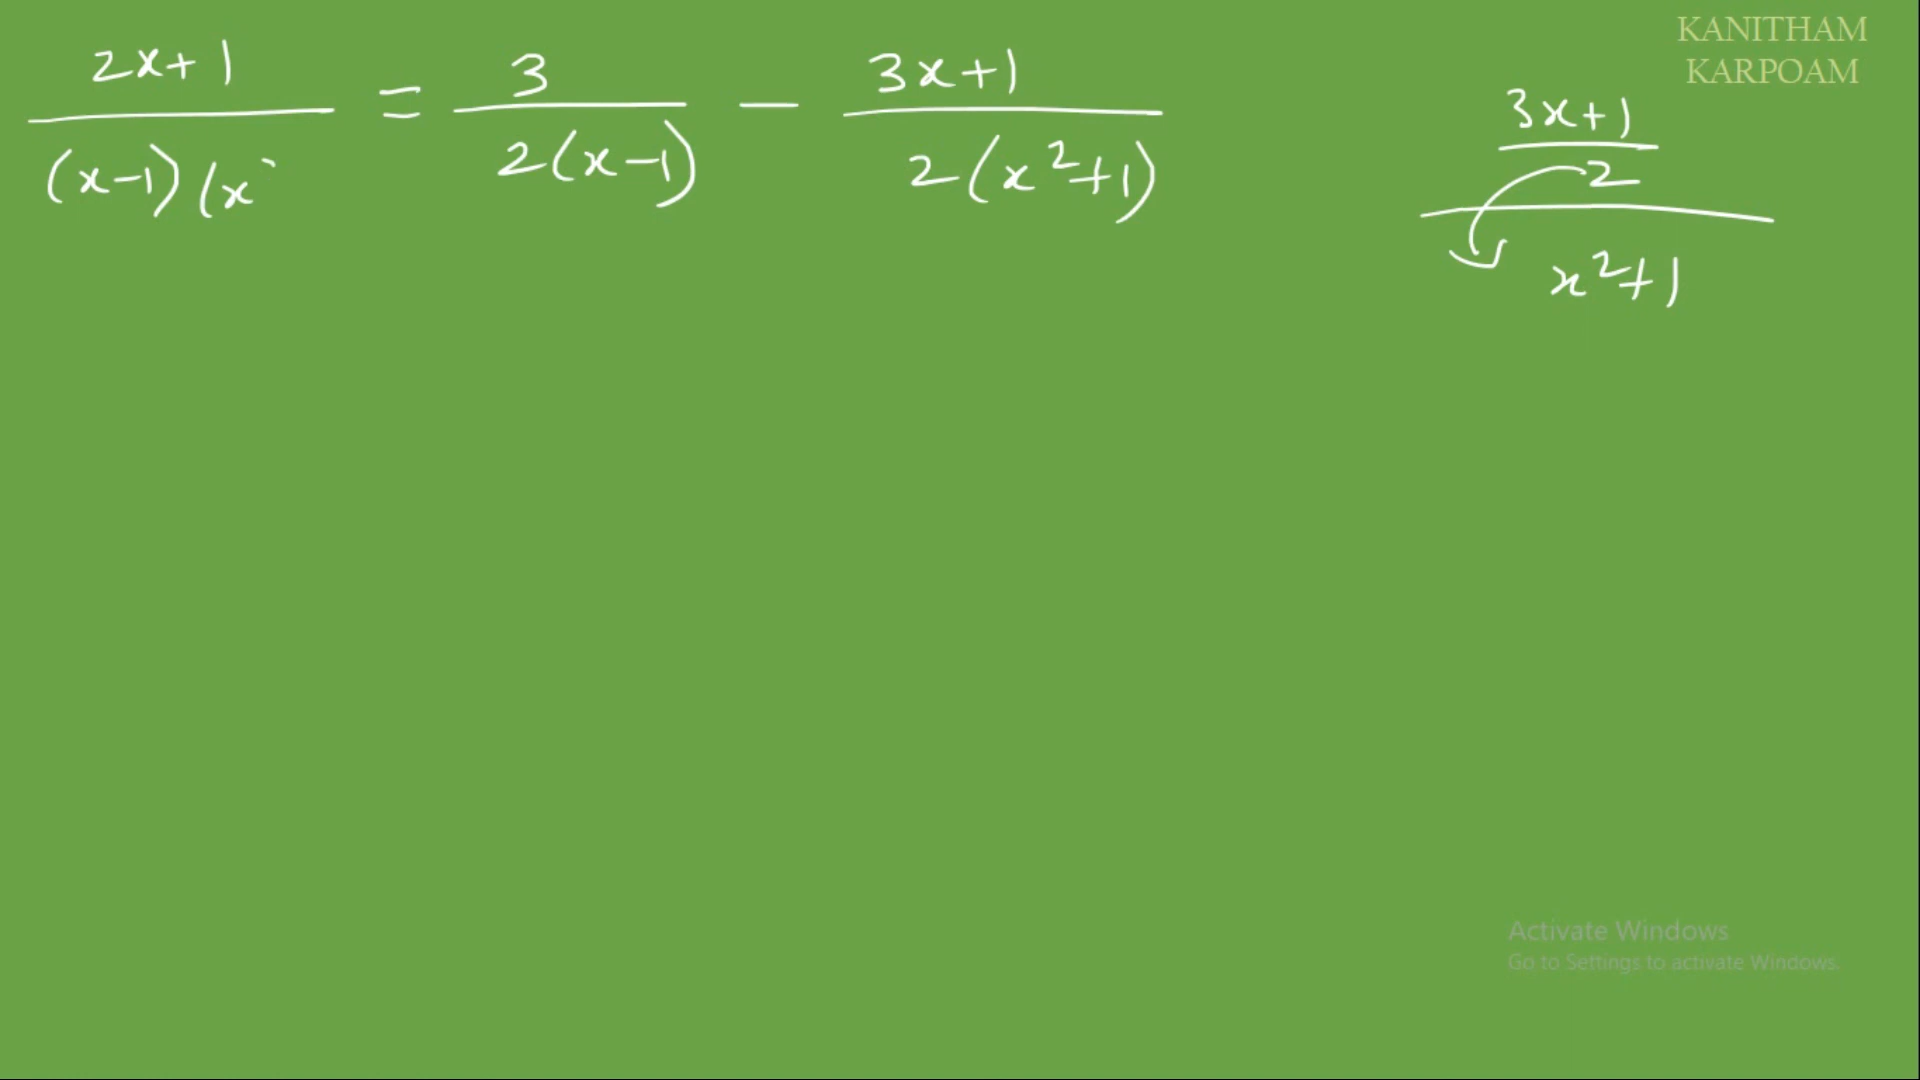 KANITHAM
KARPOAM
2x+1 / (x-1)(x = 3 / 2(x-1) — 3x+1 / 2(x²+1)
3x+1
2
x²+1
Activate Windows
Go to Settings to activate Windows.